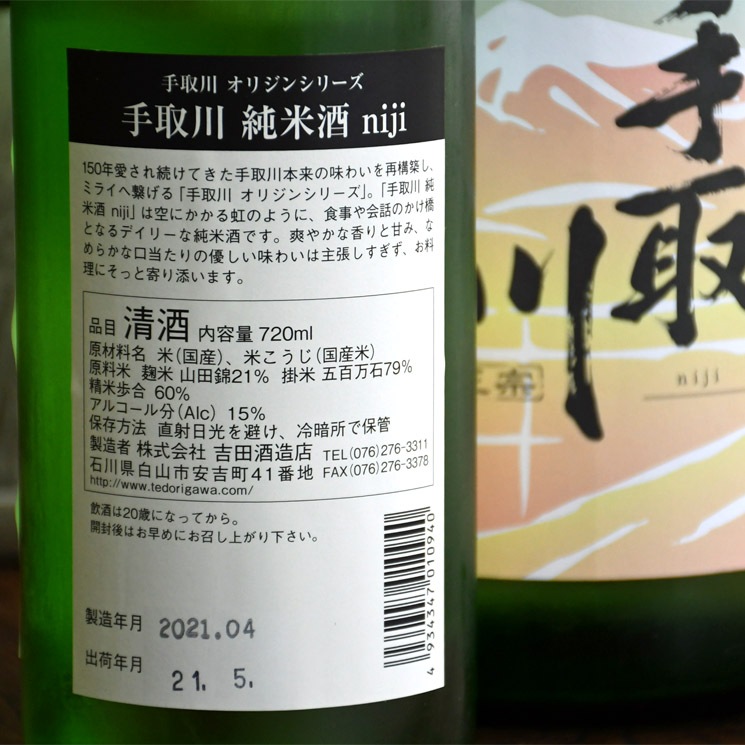 手取川 オリジンシリーズ
手取川 純米酒 niji
150年愛され続けてきた手取川本来の味わいを再構築し、
ミライへ繋げる「手取川 オリジンシリーズ」。「手取川 純
米酒 niji」は空にかかる虹のように、食事や会話のかけ橋
となるデイリーな純米酒です。爽やかな香りと甘み、な
めらかな口当たりの優しい味わいは主張しすぎず、お料
理にそっと寄り添います。
品目 清酒 内容量 720ml
原材料名 米(国産)、米こうじ(国産米)
原料米 麹米 山田錦21% 掛米 五百万石79%
精米歩合 60%
アルコール分(Alc) 15%
保存方法 直射日光を避け、冷暗所で保管
製造者 株式会社 吉田酒造店 TEL(076)276-3311
石川県白山市安吉町41番地 FAX(076)276-3378
http://www.tedorigawa.com/
飲酒は20歳になってから。
開封後はお早めにお召し上がり下さい。
製造年月 2021.04
出荷年月 21. 5.
4934347010940
手取
川
niji